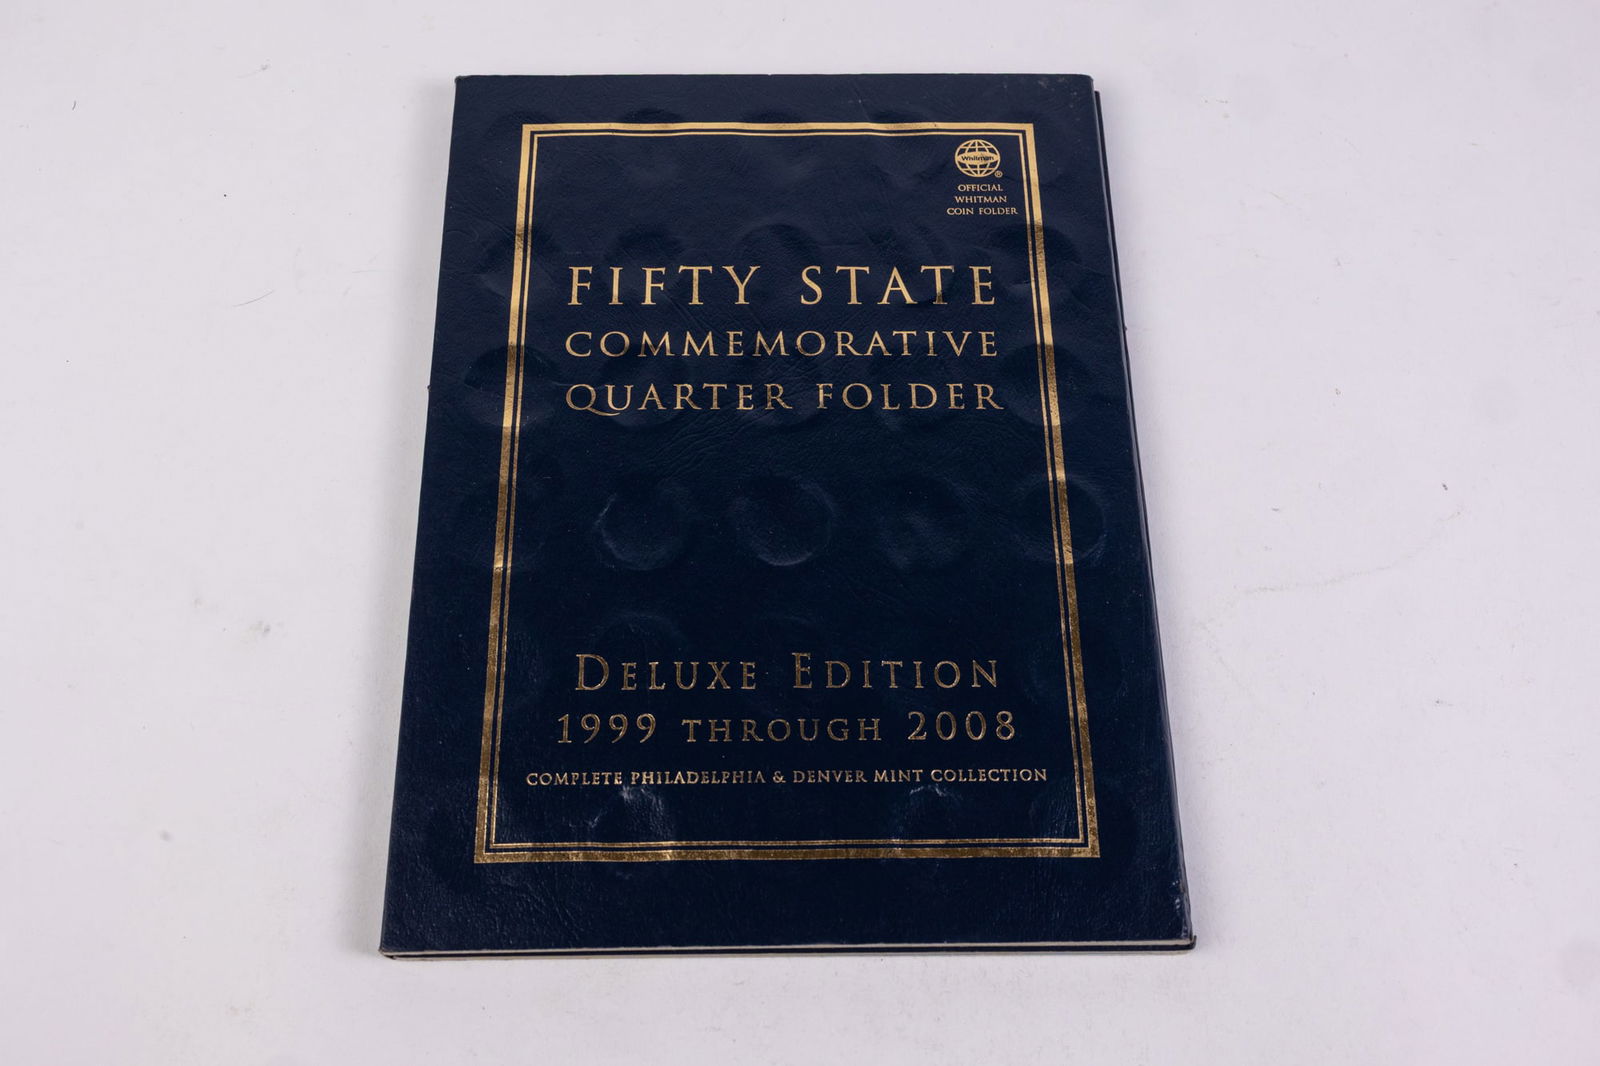 Whitman
®
OFFICIAL
WHITMAN
COIN FOLDER
FIFTY STATE
COMMEMORATIVE
QUARTER FOLDER
DELUXE EDITION
1999 THROUGH 2008
COMPLETE PHILADELPHIA & DENVER MINT COLLECTION